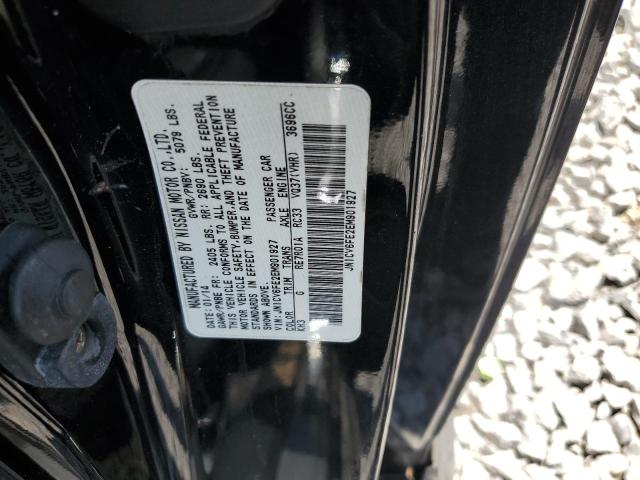 MANUFACTURED BY NISSAN MOTOR CO.,LTD.
DATE: 01/14 GVWR/PNBV: 5079 LBS.
GAWR/PNBE FR: 2405 LBS. RR: 2690 LBS.
THIS VEHICLE CONFORMS TO ALL APPLICABLE FEDERAL
MOTOR VEHICLE SAFETY,BUMPER,AND THEFT PREVENTION
STANDARDS IN EFFECT ON THE DATE OF MANUFACTURE
SHOWN ABOVE.
VIN: JN1CV6FE2EM901927 PASSENGER CAR
COLOR TRIM TRANS AXLE ENGINE
KH3 G RE7R01A RC33 VQ37(VHR) 3696CC
JN1CV6FE2EM901927